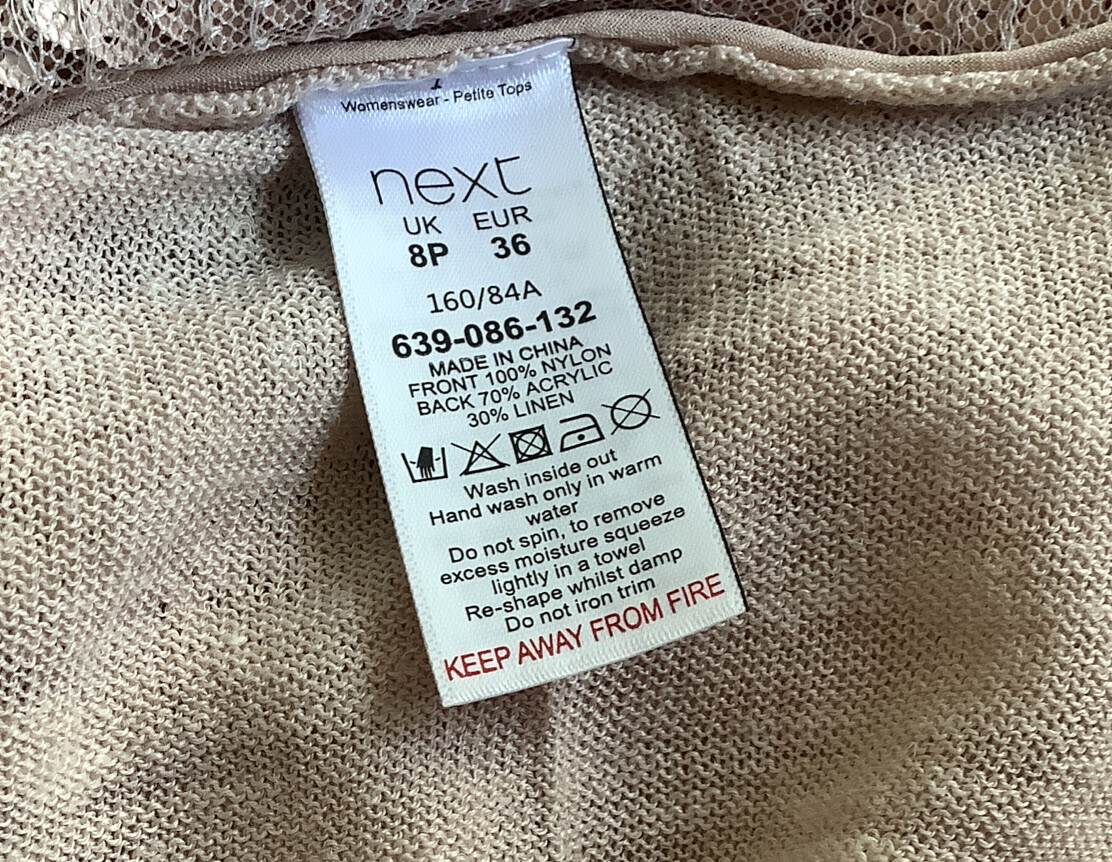 Womenswear - Petite Tops
next
UK EUR
8P 36
160/84A
639-086-132
MADE IN CHINA
FRONT 100% NYLON
BACK 70% ACRYLIC
30% LINEN
Wash inside out
Hand wash only in warm
water
Do not spin, to remove
excess moisture squeeze
lightly in a towel
Re-shape whilst damp
Do not iron trim
KEEP AWAY FROM FIRE